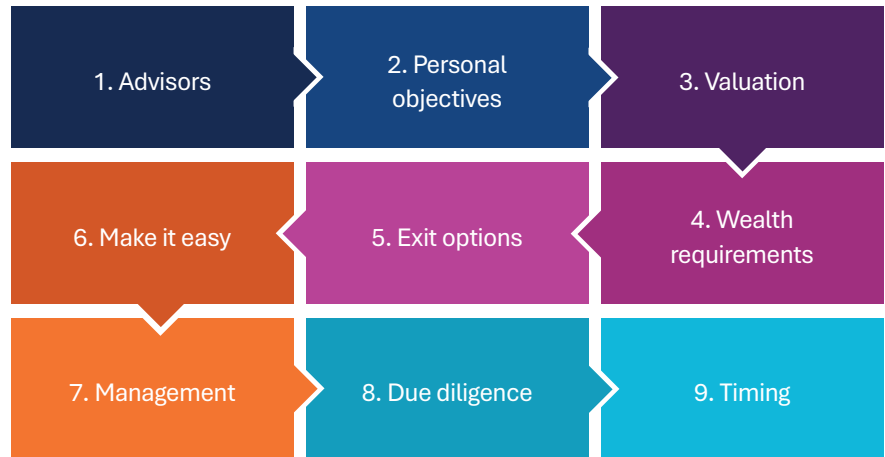 1. Advisors
2. Personal
objectives
3. Valuation
4. Wealth
requirements
5. Exit options
6. Make it easy
7. Management
8. Due diligence
9. Timing